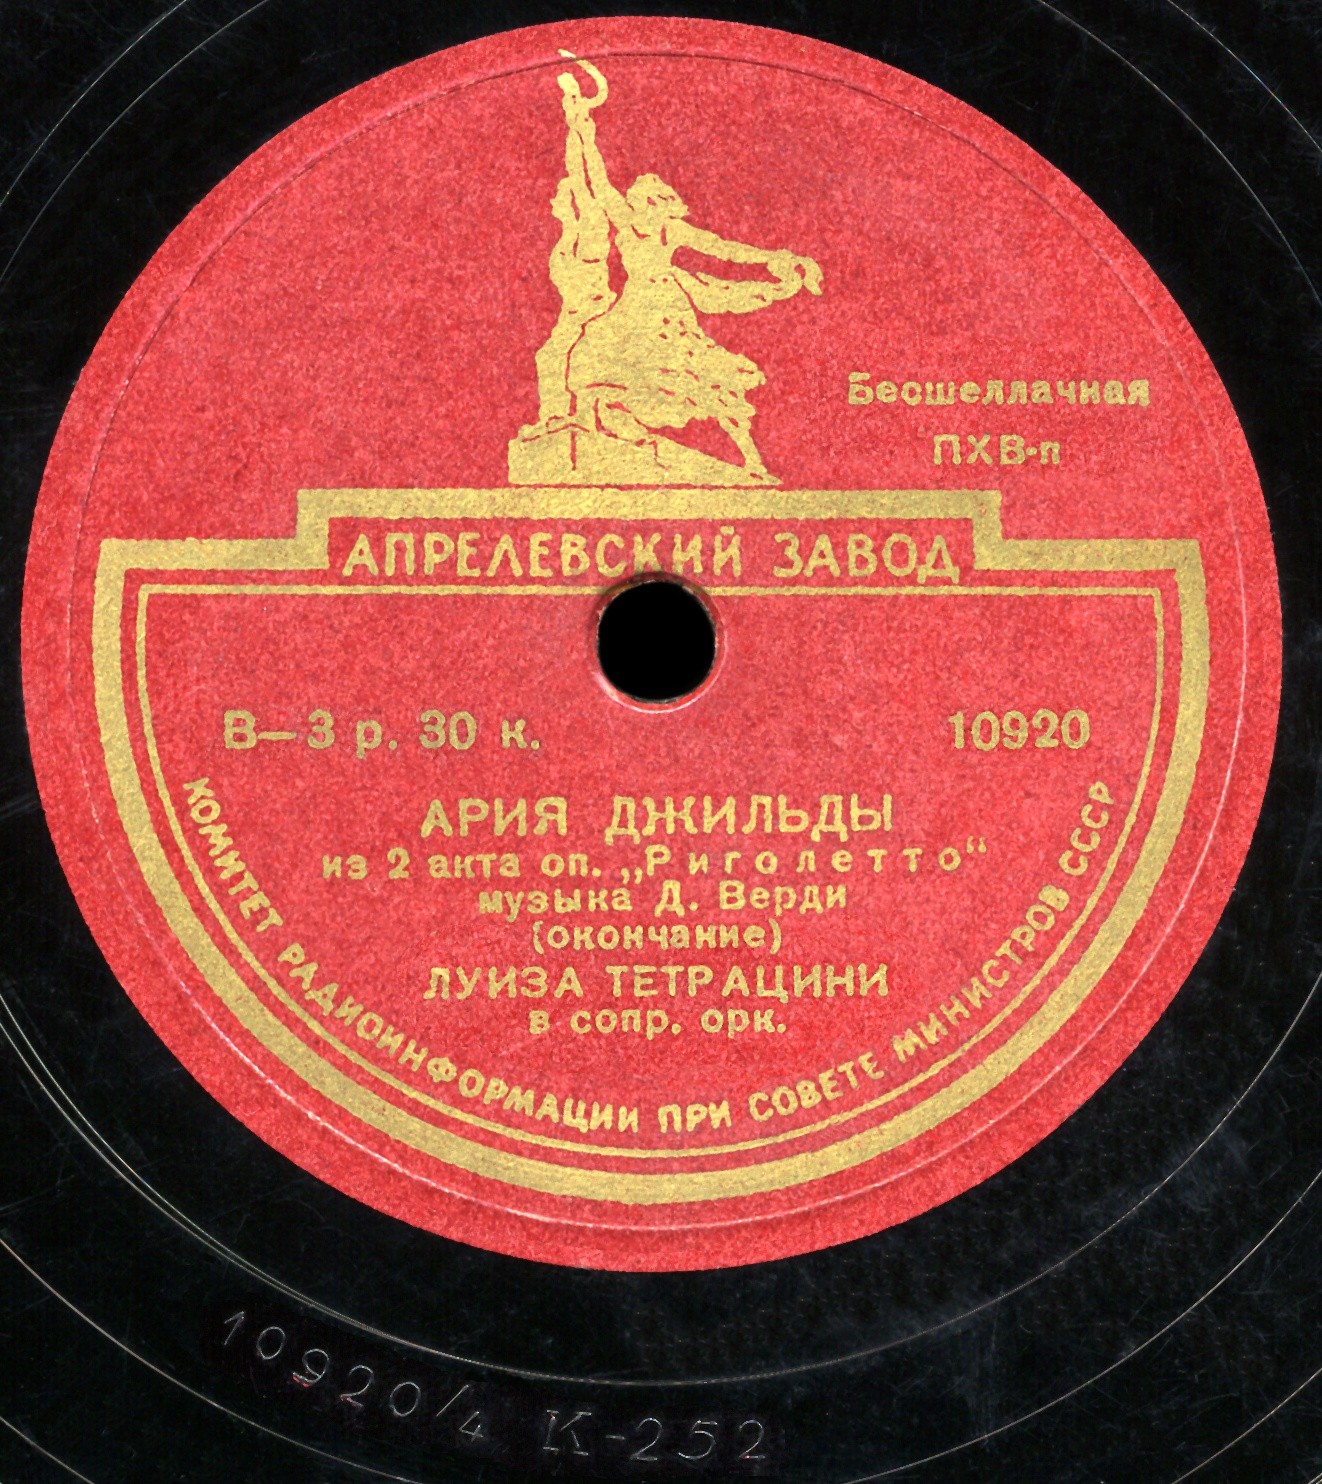 Бесшеллачная
ПХВ-п
АПРЕЛЕВСКИЙ ЗАВОД
В—3 р. 30 к.
10920
АРИЯ ДЖИЛЬДЫ
из 2 акта оп. „Риголетто“
музыка Д. Верди
(окончание)
ЛУИЗА ТЕТРАЦИНИ
в сопр. орк.
КОМИТЕТ РАДИОИНФОРМАЦИИ ПРИ СОВЕТЕ МИНИСТРОВ СССР
10920/4 К-252